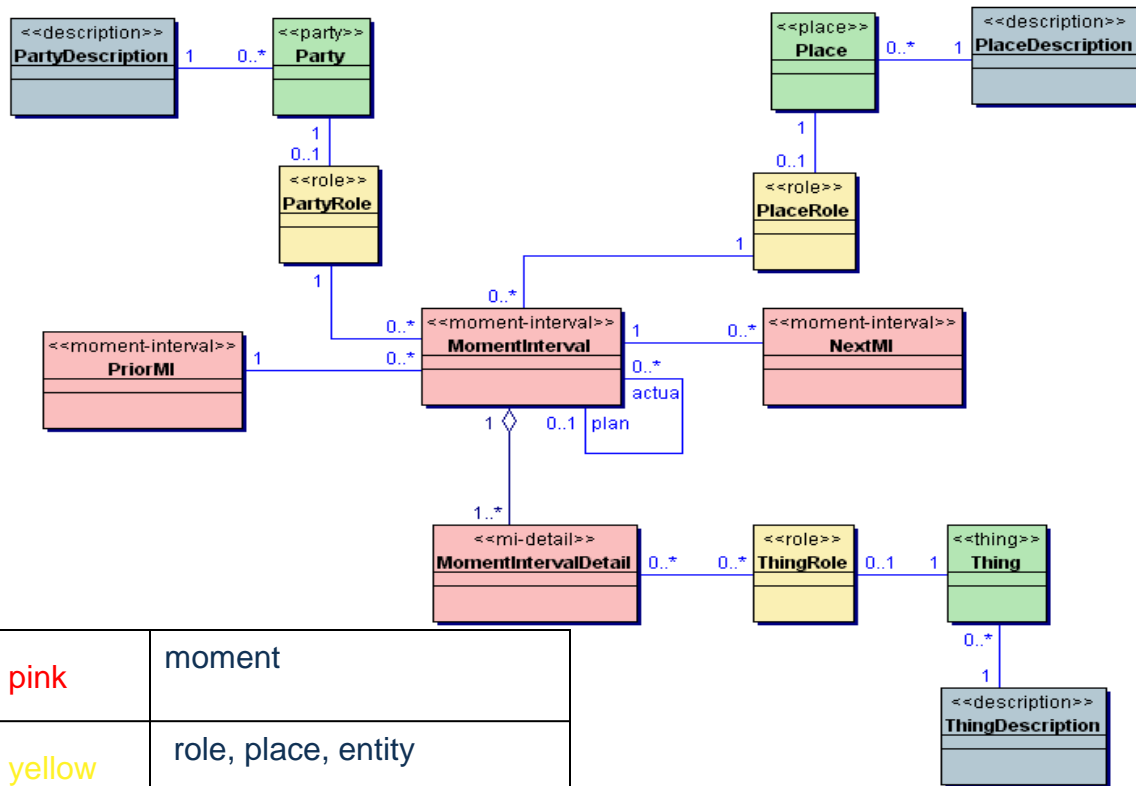 <<description>>
PartyDescription
1
0..*
<<party>>
Party
<<place>>
Place
0..*
1
<<description>>
PlaceDescription
1
0..1
1
0..1
<<role>>
PartyRole
<<role>>
PlaceRole
1
0..*
1
0..*
<<moment-interval>>
PriorMI
1
0..*
<<moment-interval>>
MomentInterval
1
0..*
<<moment-interval>>
NextMI
0..*
actua
1
0..1 plan
1..*
<<mi-detail>>
MomentIntervalDetail
0..*
0..*
<<role>>
ThingRole
0..1
1
<<thing>>
Thing
0..*
1
<<description>>
ThingDescription
pink
moment
yellow
role, place, entity